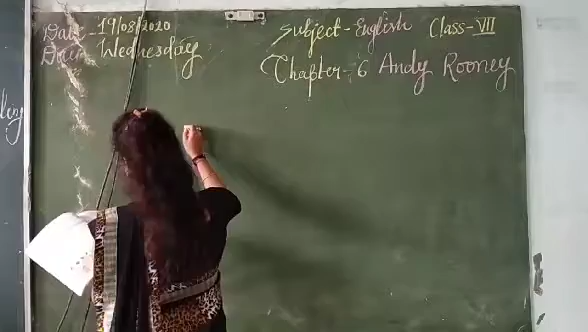 Date - 19/08/2020
Day - Wednesday
Subject - English Class - VII
Chapter - 6 Andy Rooney